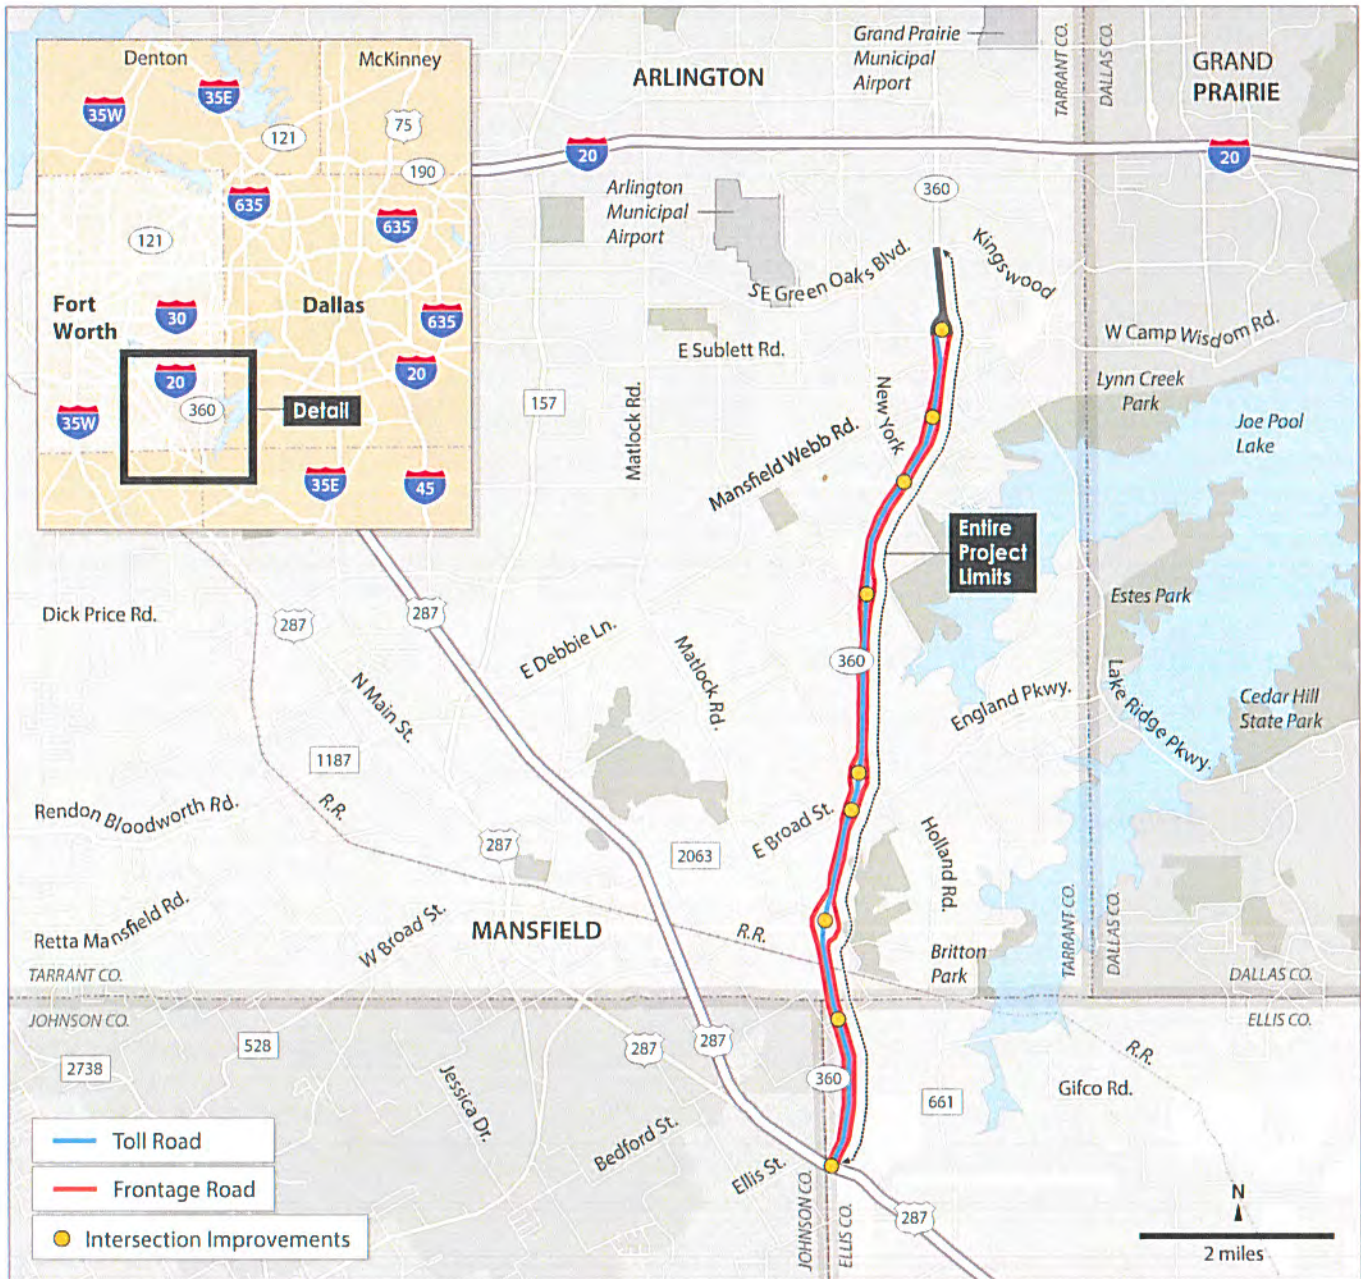 Denton
McKinney
35W
35E
121
75
190
635
635
121
Fort
Worth
Dallas
30
635
20
20
360
35W
Detail
35E
45
ARLINGTON
Grand Prairie
Municipal
Airport
TARRANT CO.
DALLAS CO.
GRAND
PRAIRIE
20
20
Arlington
Municipal
Airport
360
SE Green Oaks Blvd.
Kingswood
E Sublett Rd.
W Camp Wisdom Rd.
Lynn Creek
Park
Joe Pool
Lake
157
Matlock Rd.
New York
Mansfield Webb Rd.
Entire
Project
Limits
Estes Park
Dick Price Rd.
287
287
E Debbie Ln.
Matlock Rd.
360
N Main St.
England Pkwy.
Lake Ridge Pkwy.
Cedar Hill
State Park
1187
R.R.
Rendon Bloodworth Rd.
287
2063
E Broad St.
Holland Rd.
Retta Mansfield Rd.
W Broad St.
MANSFIELD
R.R.
Britton
Park
TARRANT CO.
DALLAS CO.
TARRANT CO.
DALLAS CO.
JOHNSON CO.
ELLIS CO.
528
2738
287
287
R.R.
Jessica Dr.
360
661
Gifco Rd.
Bedford St.
Ellis St.
JOHNSON CO.
ELLIS CO.
287
Toll Road
Frontage Road
Intersection Improvements
N
2 miles